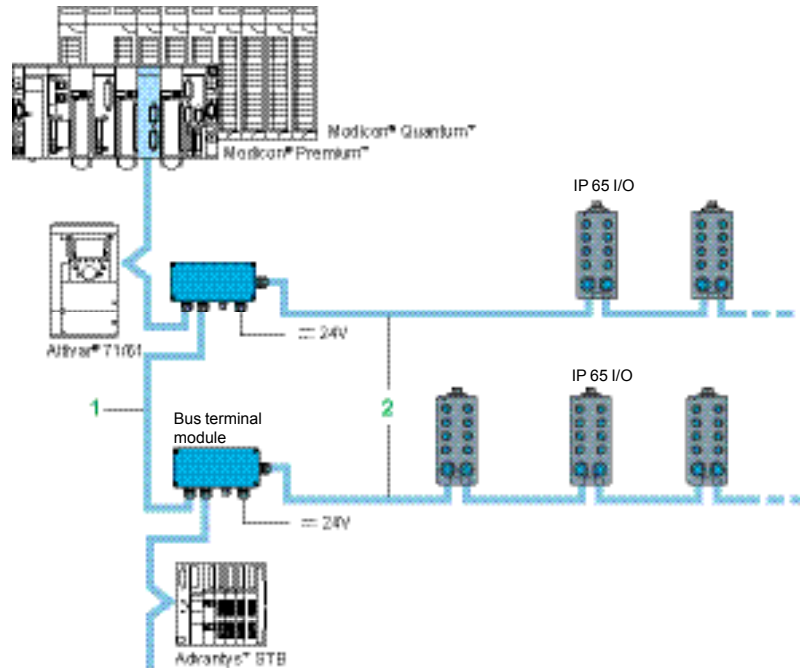 Modicon® Quantum™
Modicon® Premium™
IP 65 I/O
Altivar® 71/61
24V
1
2
IP 65 I/O
Bus terminal
module
24V
Advantys™ STB